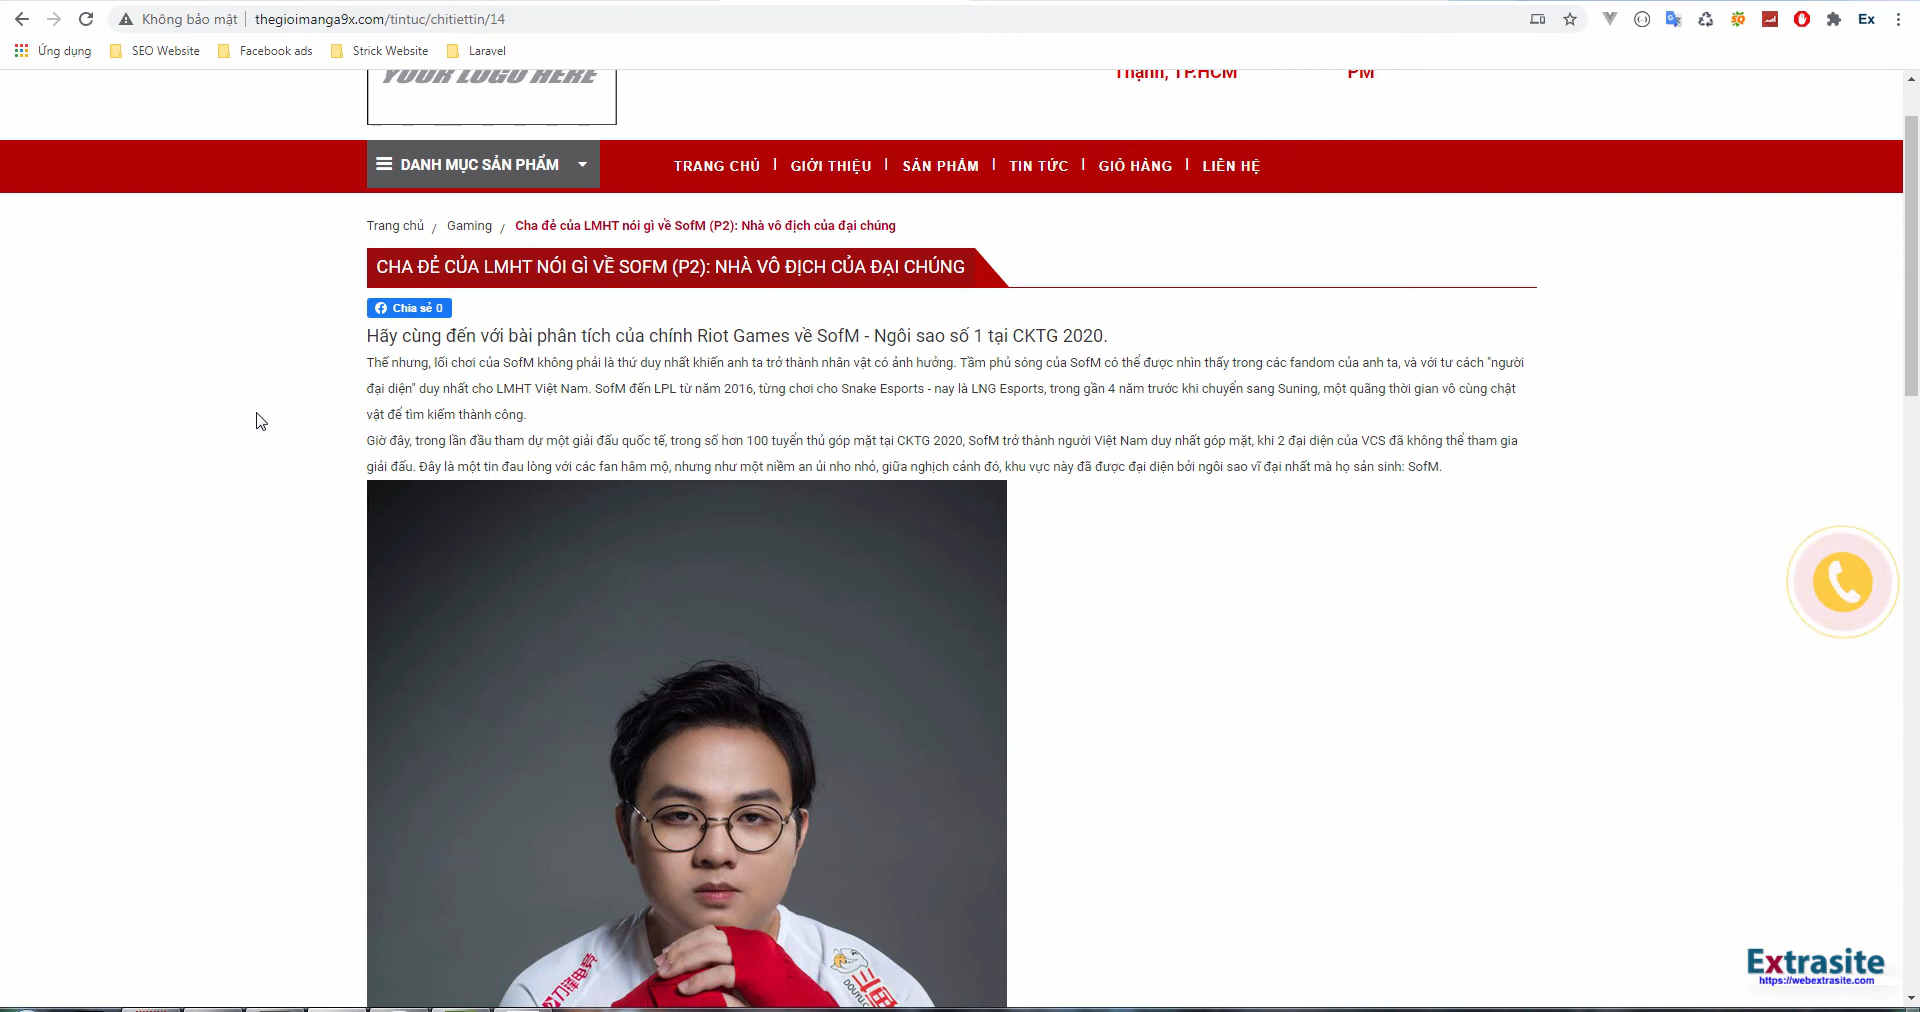 Không bảo mật
thegioimanga9x.com/tintuc/chitiettin/14
Ex
Ứng dụng
SEO Website
Facebook ads
Strick Website
Laravel
YOUR LOGO HERE
Thạnh, TP.HCM
PM
DANH MỤC SẢN PHẨM
TRANG CHỦ
GIỚI THIỆU
SẢN PHẨM
TIN TỨC
GIỎ HÀNG
LIÊN HỆ
Trang chủ / Gaming / Cha đẻ của LMHT nói gì về SofM (P2): Nhà vô địch của đại chúng
CHA ĐẺ CỦA LMHT NÓI GÌ VỀ SOFM (P2): NHÀ VÔ ĐỊCH CỦA ĐẠI CHÚNG
Chia sẻ 0
Hãy cùng đến với bài phân tích của chính Riot Games về SofM - Ngôi sao số 1 tại CKTG 2020.
Thế nhưng, lối chơi của SofM không phải là thứ duy nhất khiến anh ta trở thành nhân vật có ảnh hưởng. Tầm phủ sóng của SofM có thể được nhìn thấy trong các fandom của anh ta, và với tư cách "người
đại diện" duy nhất cho LMHT Việt Nam. SofM đến LPL từ năm 2016, từng chơi cho Snake Esports - nay là LNG Esports, trong gần 4 năm trước khi chuyển sang Suning, một quãng thời gian vô cùng chật
vật để tìm kiếm thành công.
Giờ đây, trong lần đầu tham dự một giải đấu quốc tế, trong số hơn 100 tuyển thủ góp mặt tại CKTG 2020, SofM trở thành người Việt Nam duy nhất góp mặt, khi 2 đại diện của VCS đã không thể tham gia
giải đấu. Đây là một tin đau lòng với các fan hâm mộ, nhưng như một niềm an ủi nho nhỏ, giữa nghịch cảnh đó, khu vực này đã được đại diện bởi ngôi sao vĩ đại nhất mà họ sản sinh: SofM.
Extrasite
https://webextrasite.com